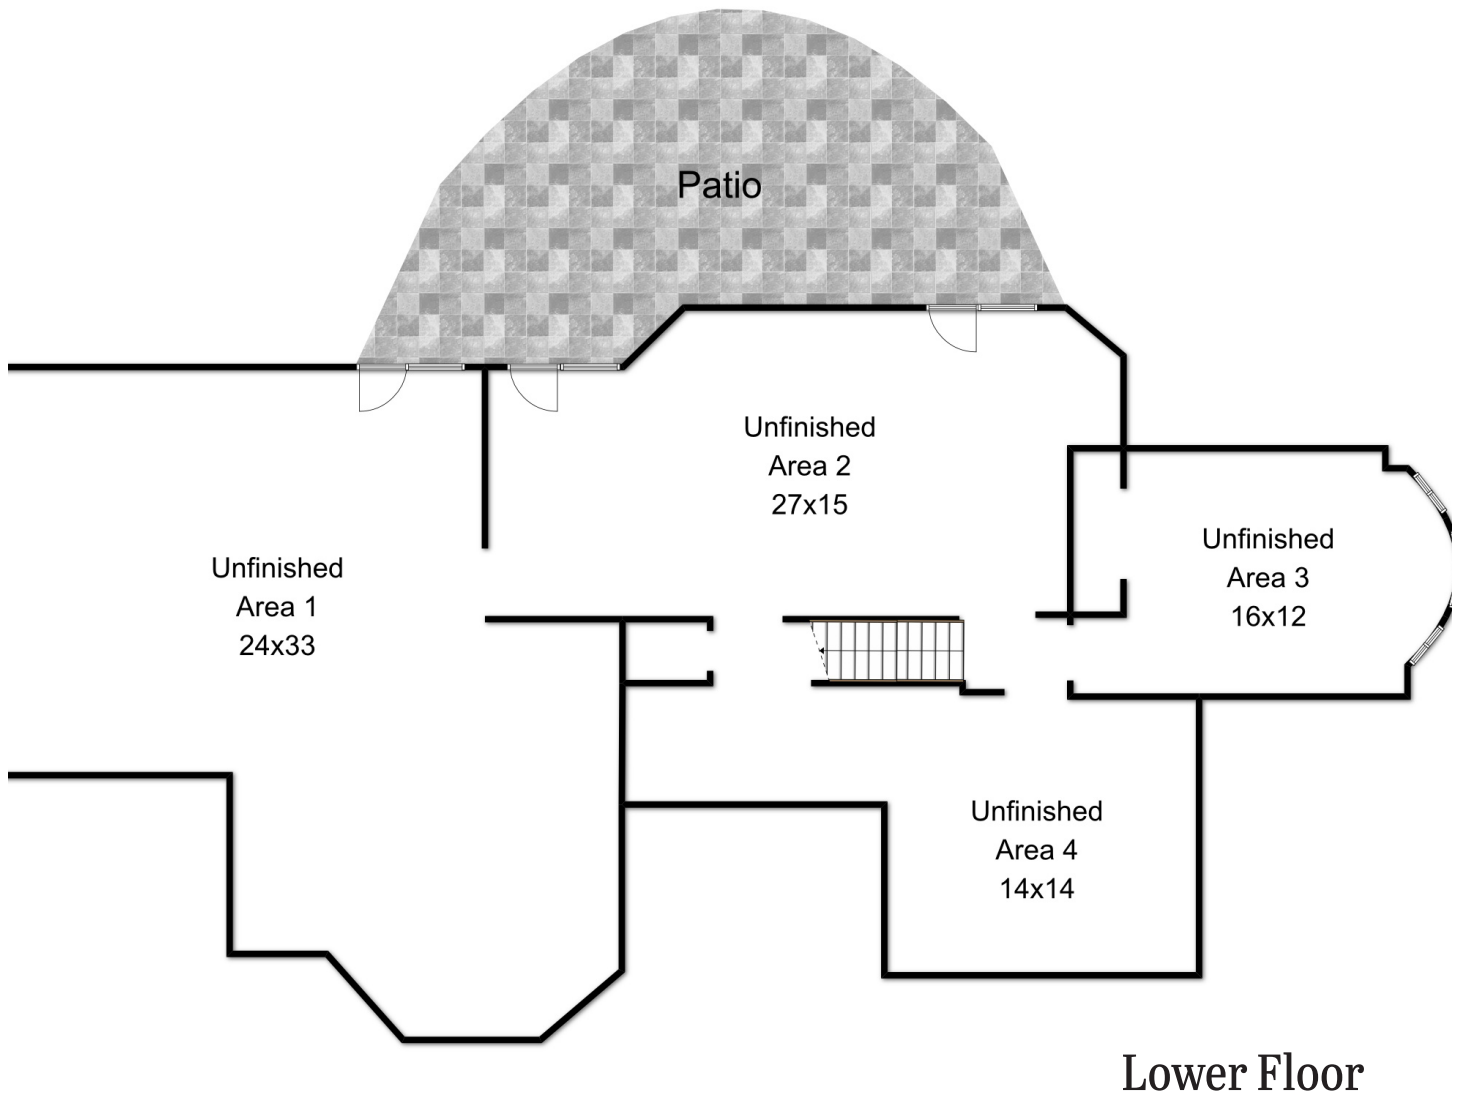 Patio
Unfinished
Area 2
27x15
Unfinished
Area 3
16x12
Unfinished
Area 1
24x33
Unfinished
Area 4
14x14
Lower Floor